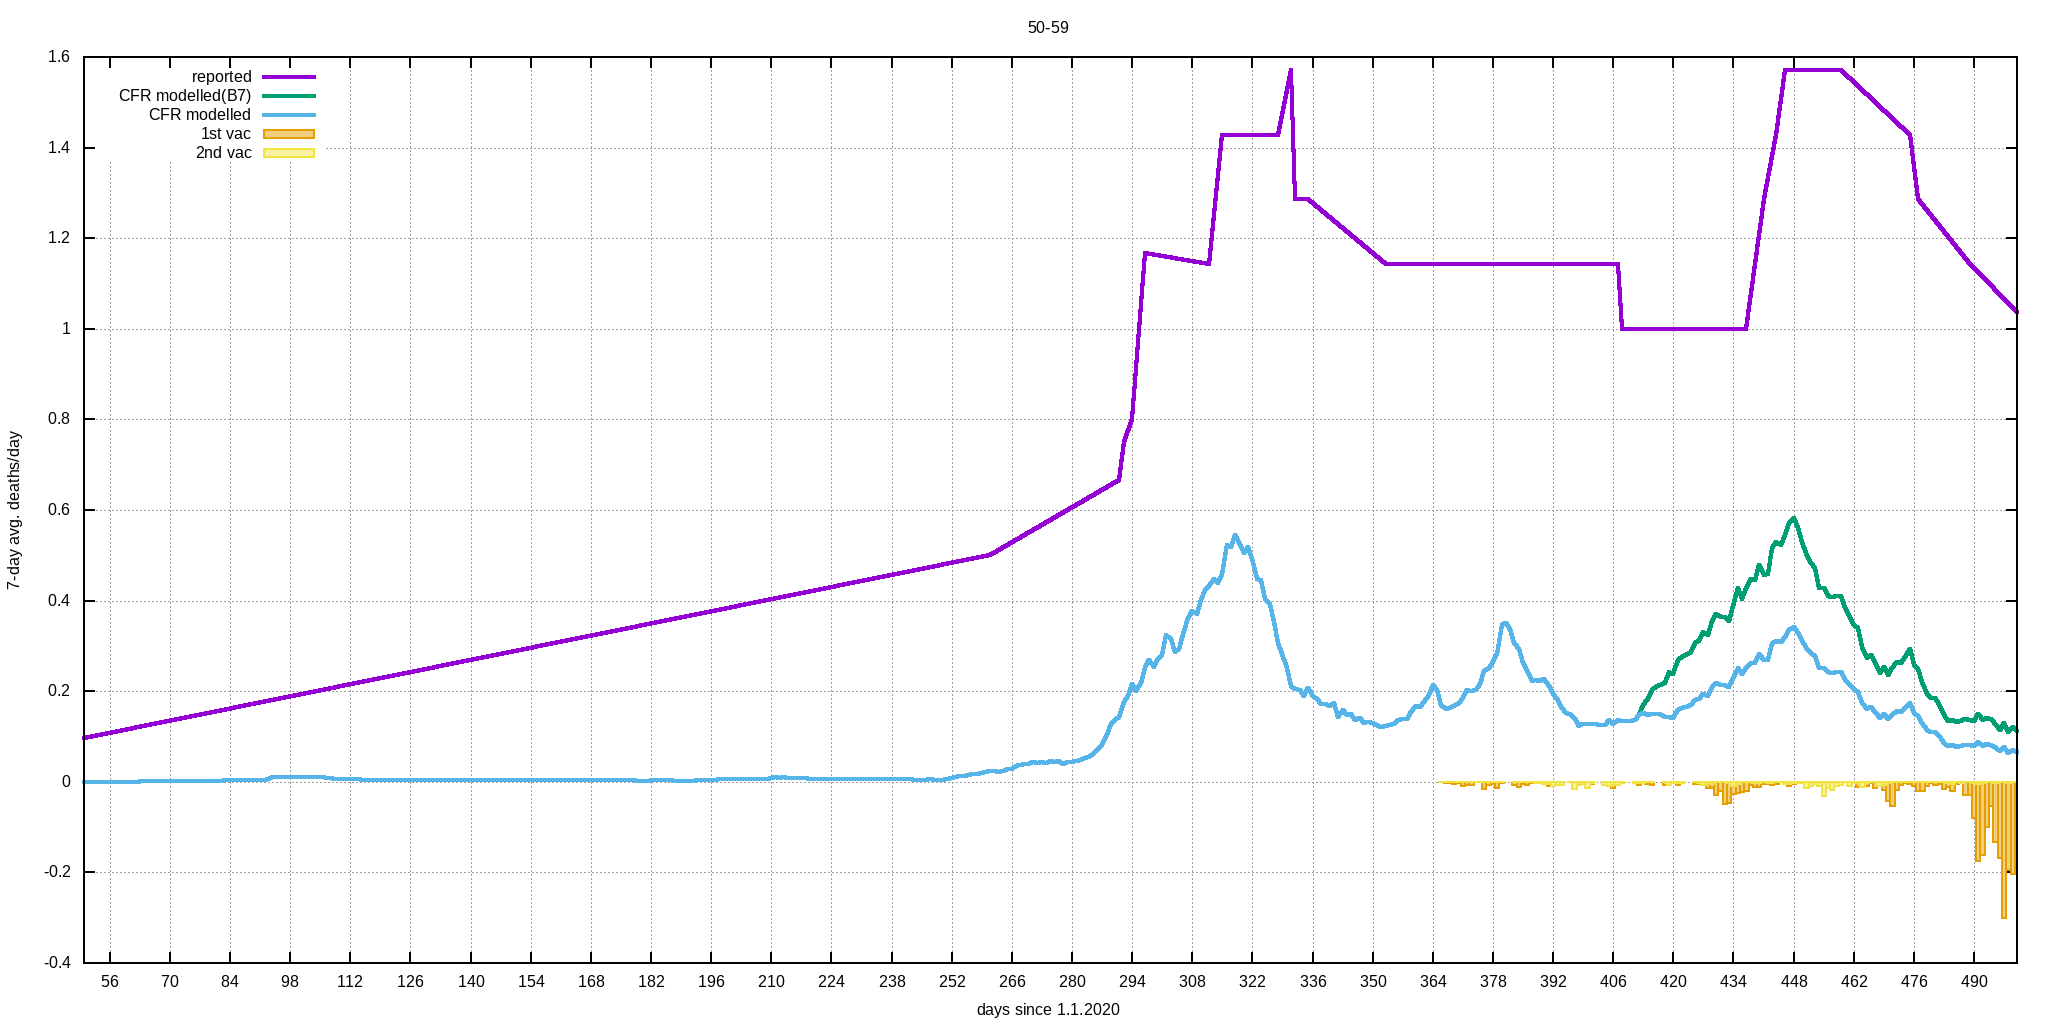 50-59
reported
CFR modelled(B7)
CFR modelled
1st vac
2nd vac
1.6
1.4
1.2
1
0.8
0.6
0.4
0.2
0
-0.2
-0.4
7-day avg. deaths/day
56 70 84 98 112 126 140 154 168 182 196 210 224 238 252 266 280 294 308 322 336 350 364 378 392 406 420 434 448 462 476 490
days since 1.1.2020